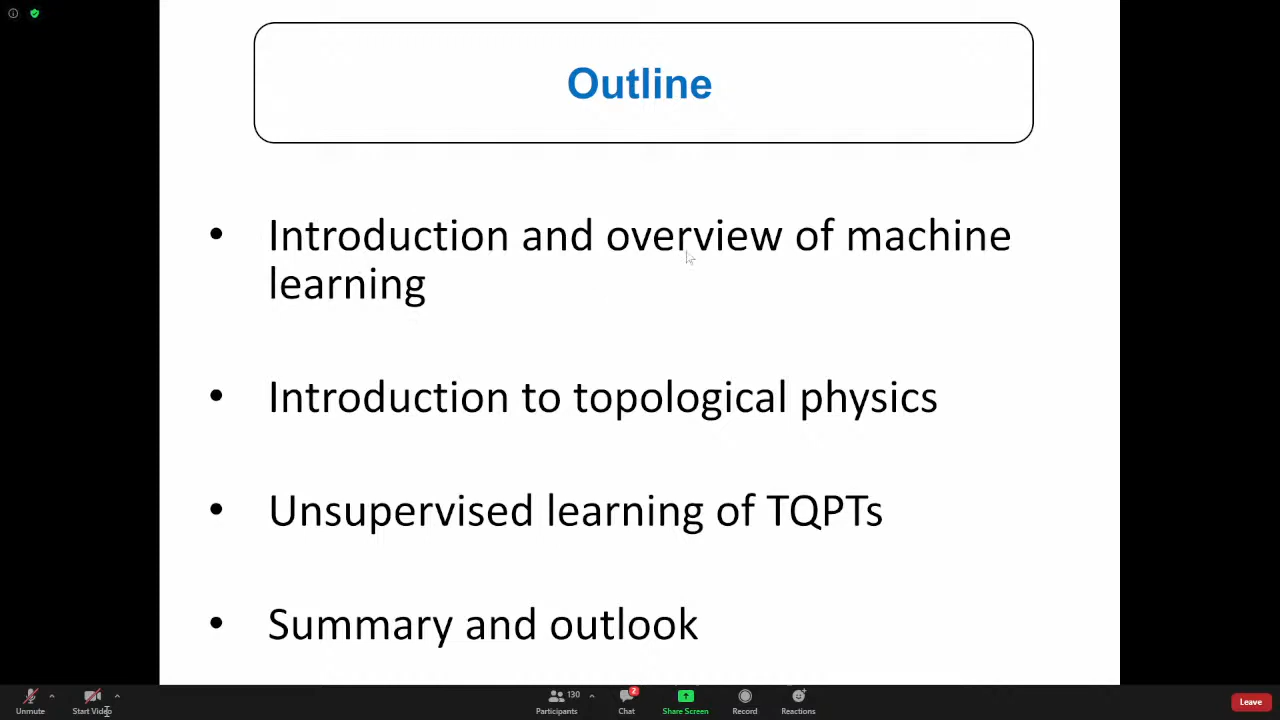 Outline
• Introduction and overview of machine
learning
• Introduction to topological physics
• Unsupervised learning of TQPTs
• Summary and outlook
Unmute
Start Video
130
Participants
2
Chat
Share Screen
Record
Reactions
Leave